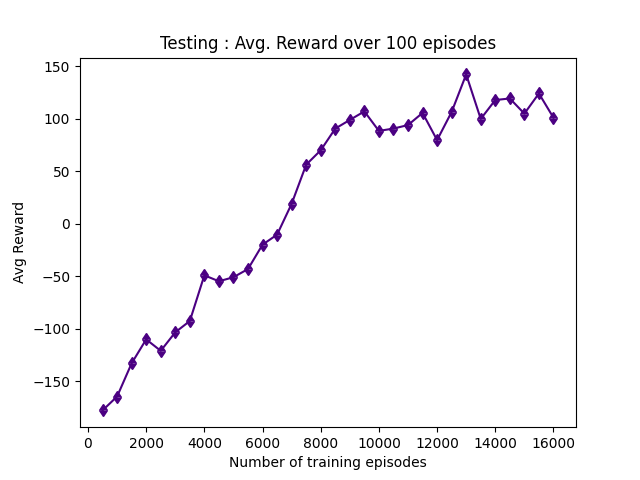 Testing : Avg. Reward over 100 episodes
150
100
50
0
−50
−100
−150
Avg Reward
0 2000 4000 6000 8000 10000 12000 14000 16000
Number of training episodes